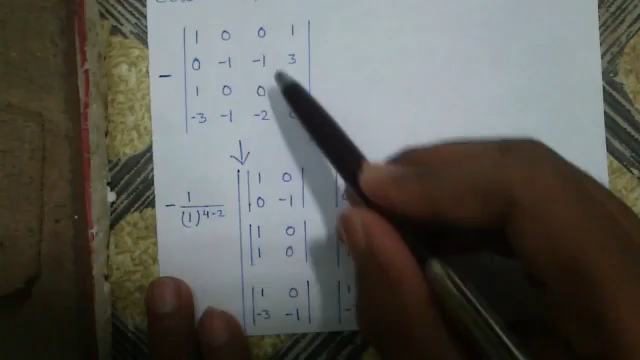 1 0 0 1
- 0 -1 -1 3
1 0 0
-3 -1 -2
↓
- 1/(1)^4-2 |1 0|
|0 -1|
|1 0|
|1 0|
|1 0| |1
|-3 -1|